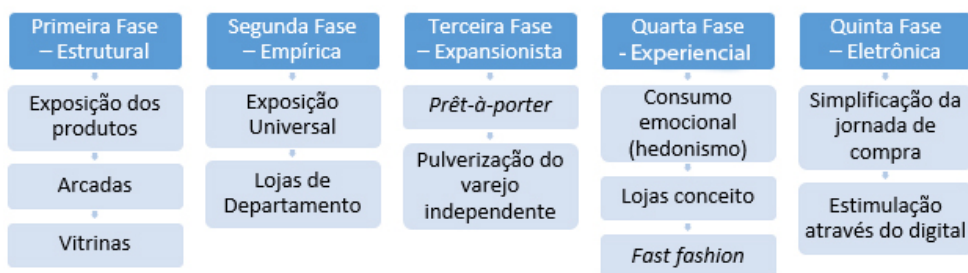 Primeira Fase
– Estrutural
Exposição dos
produtos
Arcadas
Vitrinas
Segunda Fase
– Empírica
Exposição
Universal
Lojas de
Departamento
Terceira Fase
– Expansionista
Prêt-à-porter
Pulverização do
varejo
independente
Quarta Fase
- Experiencial
Consumo
emocional
(hedonismo)
Lojas conceito
Fast fashion
Quinta Fase
– Eletrônica
Simplificação da
jornada de
compra
Estimulação
através do digital